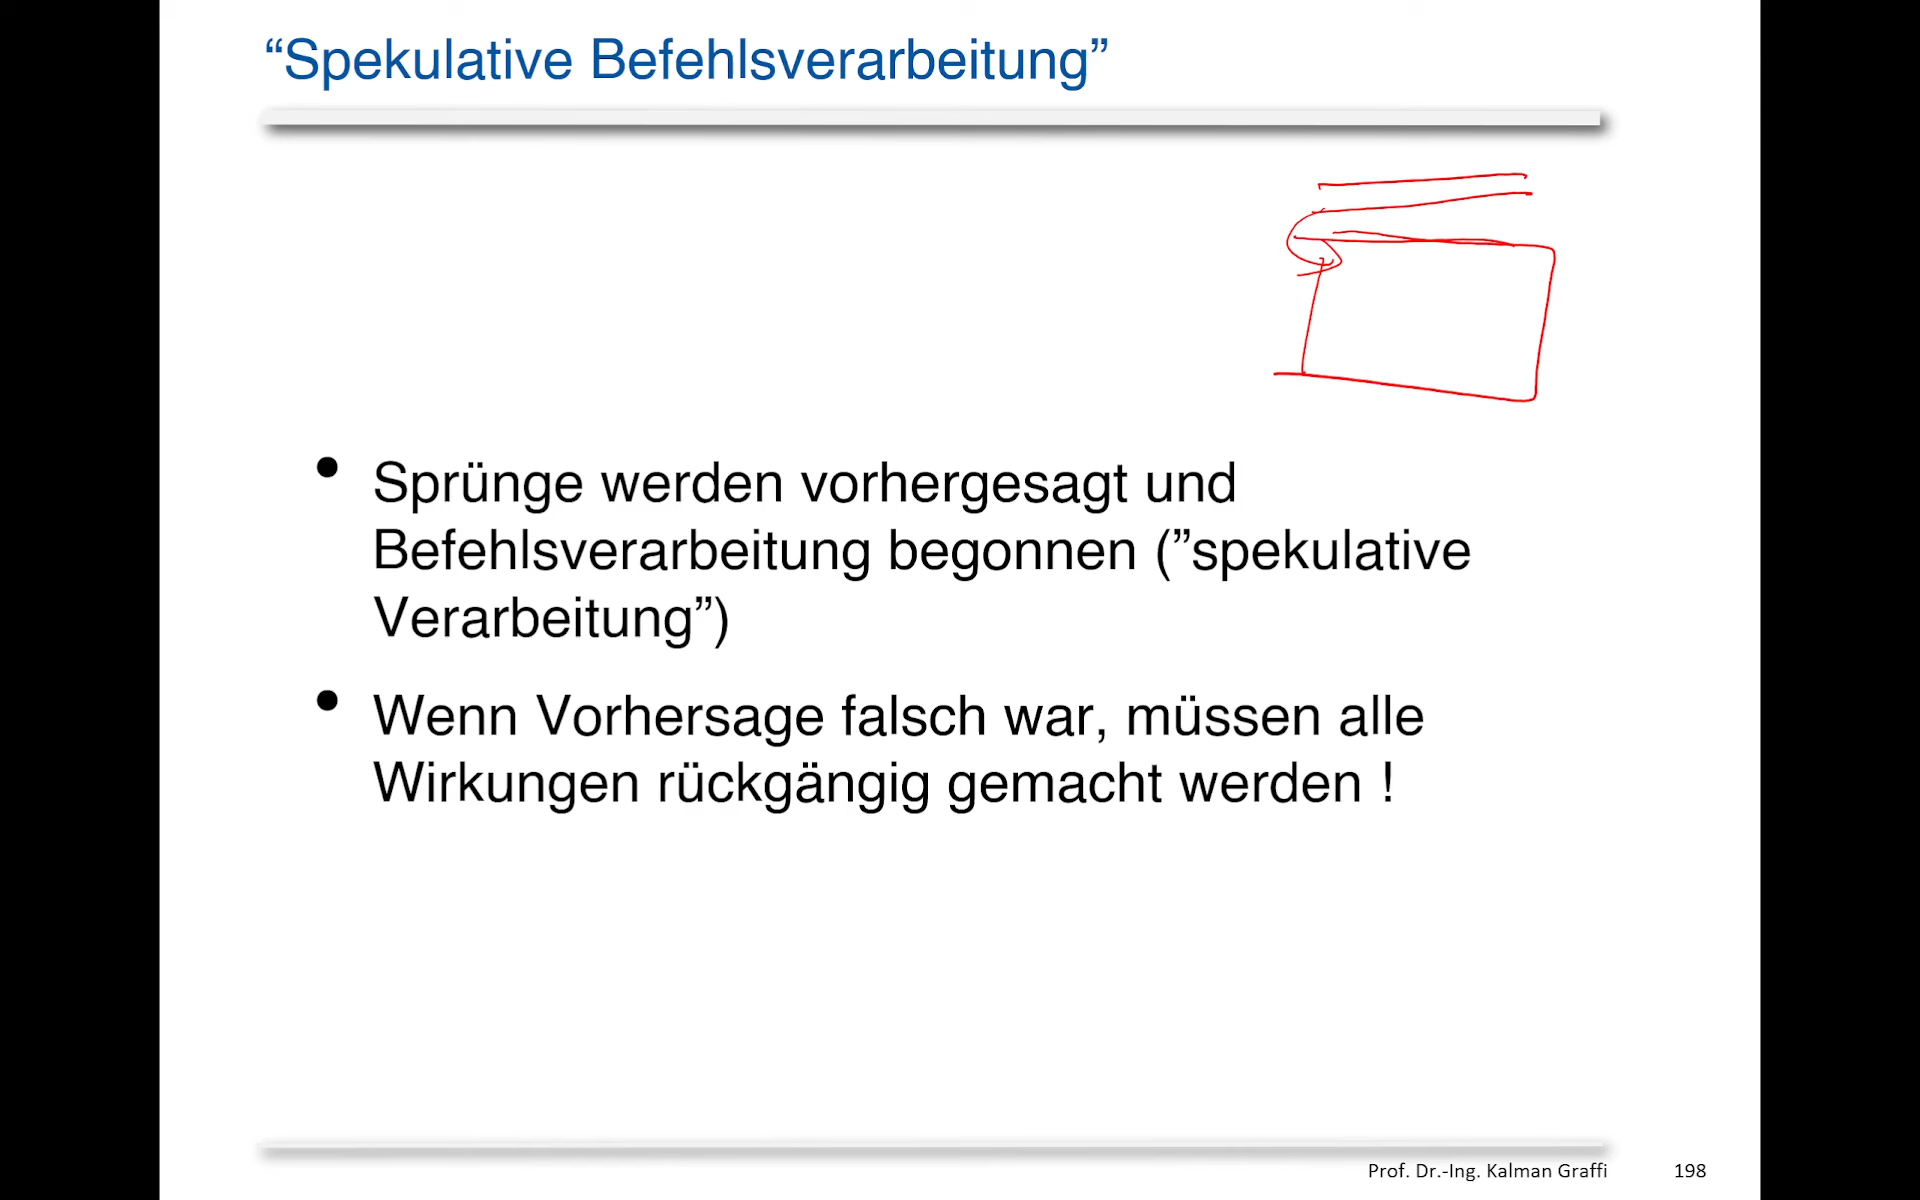 “Spekulative Befehlsverarbeitung”
• Sprünge werden vorhergesagt und
Befehlsverarbeitung begonnen (”spekulative
Verarbeitung”)
• Wenn Vorhersage falsch war, müssen alle
Wirkungen rückgängig gemacht werden !
Prof. Dr.-Ing. Kalman Graffi 198